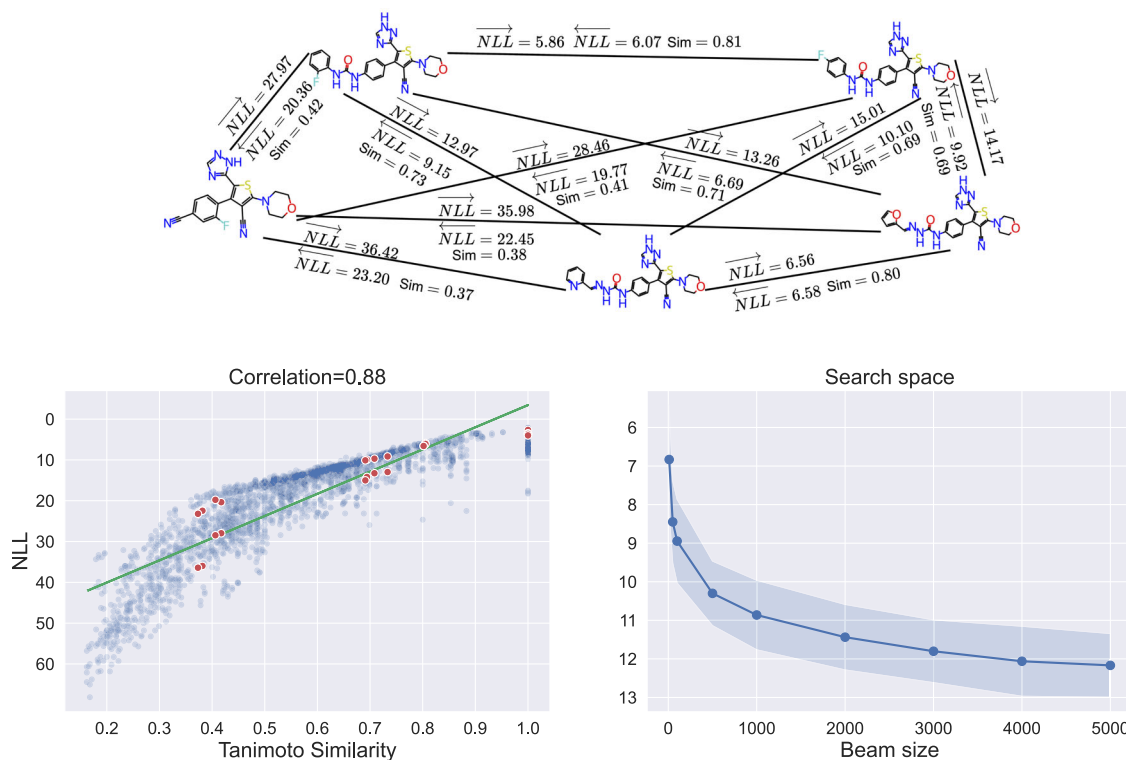 NLL = 5.86 NLL = 6.07 Sim = 0.81
NLL = 27.97
NLL = 20.36
Sim = 0.42
NLL = 12.97
NLL = 9.15
Sim = 0.73
NLL = 28.46
NLL = 19.77
Sim = 0.41
NLL = 13.26
NLL = 6.69
Sim = 0.71
NLL = 15.01
NLL = 10.10
Sim = 0.69
NLL = 14.17
NLL = 9.92
Sim = 0.69
NLL = 35.98
NLL = 22.45
Sim = 0.38
NLL = 36.42
NLL = 23.20 Sim = 0.37
NLL = 6.56
NLL = 6.58 Sim = 0.80
Correlation=0.88
NLL
0
10
20
30
40
50
60
0.2 0.3 0.4 0.5 0.6 0.7 0.8 0.9 1.0
Tanimoto Similarity
Search space
6
7
8
9
10
11
12
13
0 1000 2000 3000 4000 5000
Beam size